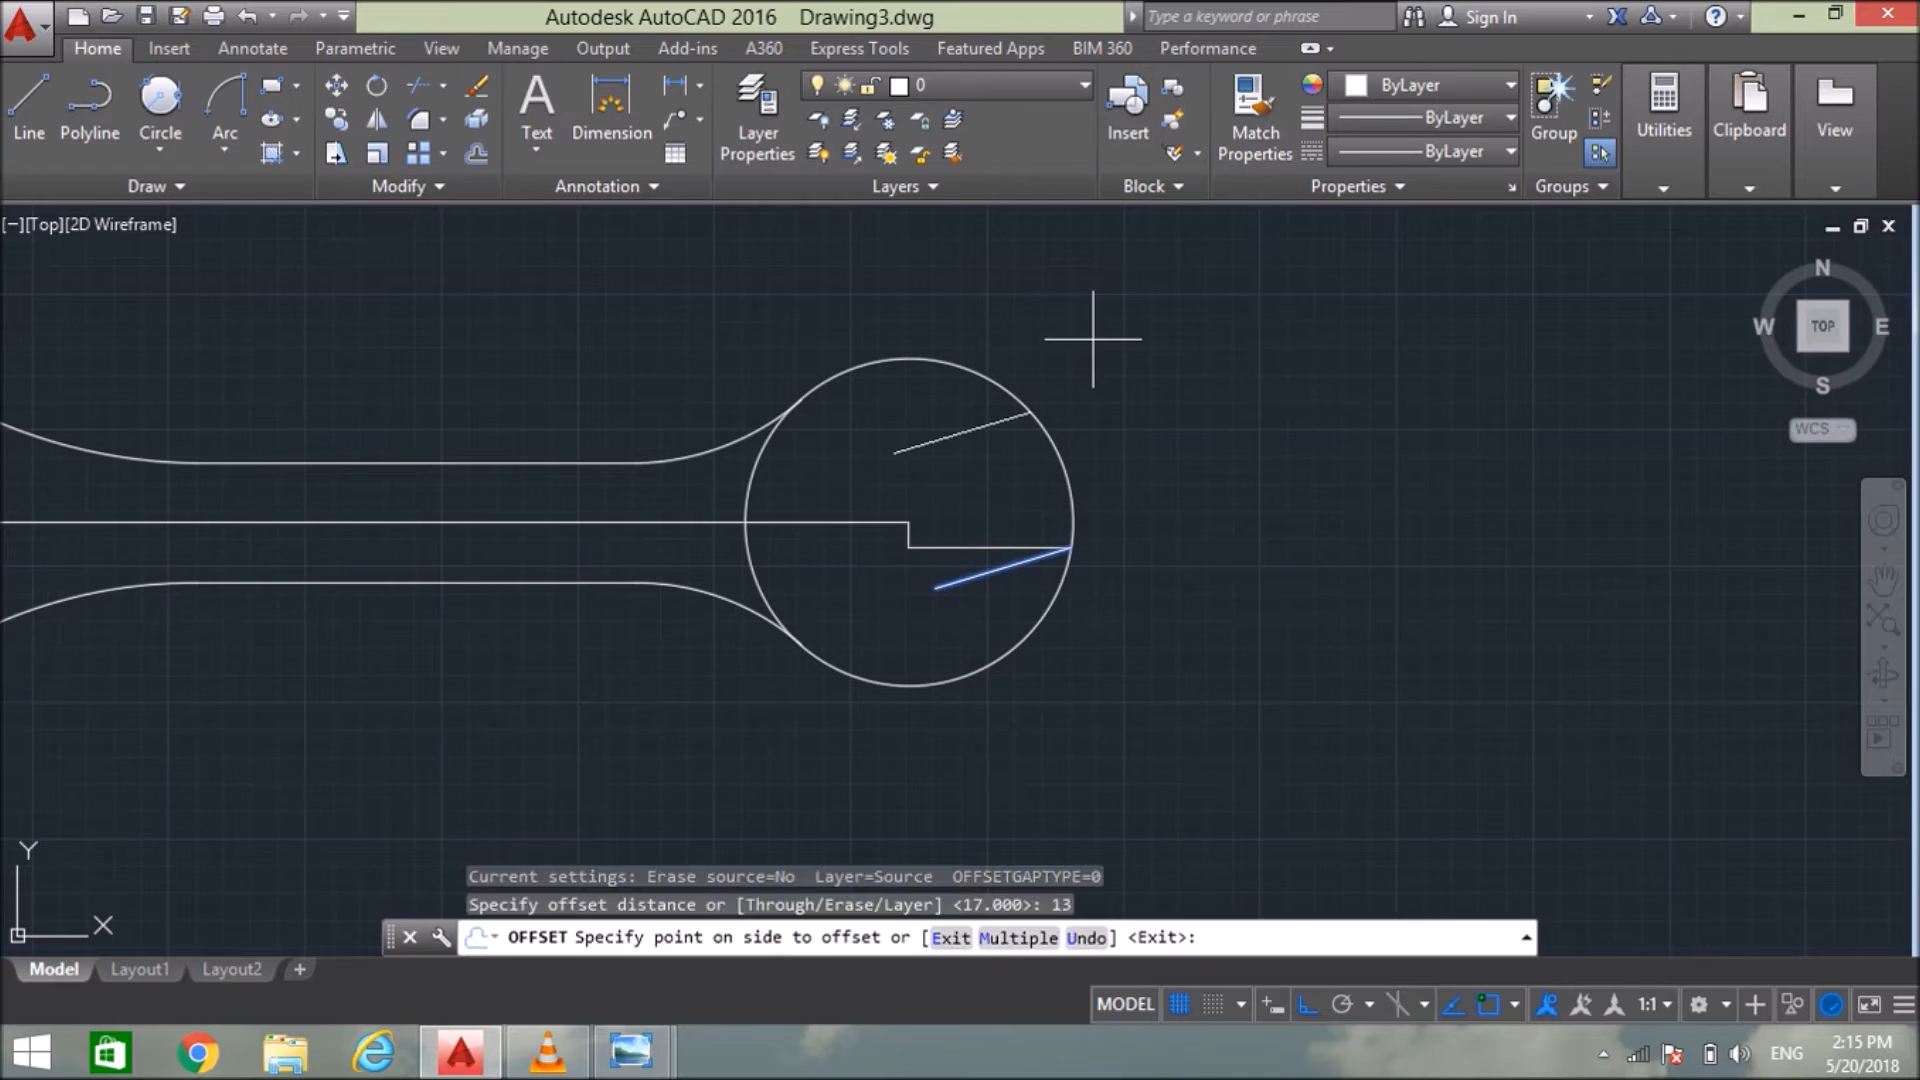 Autodesk AutoCAD 2016 Drawing3.dwg
Type a keyword or phrase
Sign In
Home Insert Annotate Parametric View Manage Output Add-ins A360 Express Tools Featured Apps BIM 360 Performance
Line Polyline Circle Arc
Text Dimension
Layer Properties
0
Insert
Match Properties
ByLayer
ByLayer
ByLayer
Group
Utilities
Clipboard
View
Draw Modify Annotation Layers Block Properties Groups
[−][Top][2D Wireframe]
N
W TOP E
S
WCS
Y
X
Current settings: Erase source=No Layer=Source OFFSETGAPTYPE=0
Specify offset distance or [Through/Erase/Layer] <17.000>: 13
OFFSET Specify point on side to offset or [Exit Multiple Undo] <Exit>:
Model Layout1 Layout2 +
MODEL 1:1
ENG
2:15 PM
5/20/2018